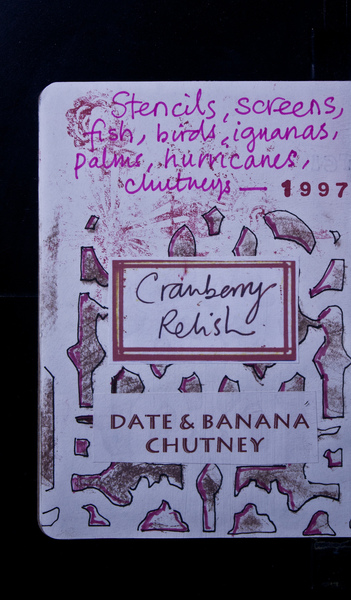 Stencils, screens,
fish, birds, iguanas,
palms, hurricanes,
chutneys — 1997
Cranberry
Relish
DATE & BANANA
CHUTNEY